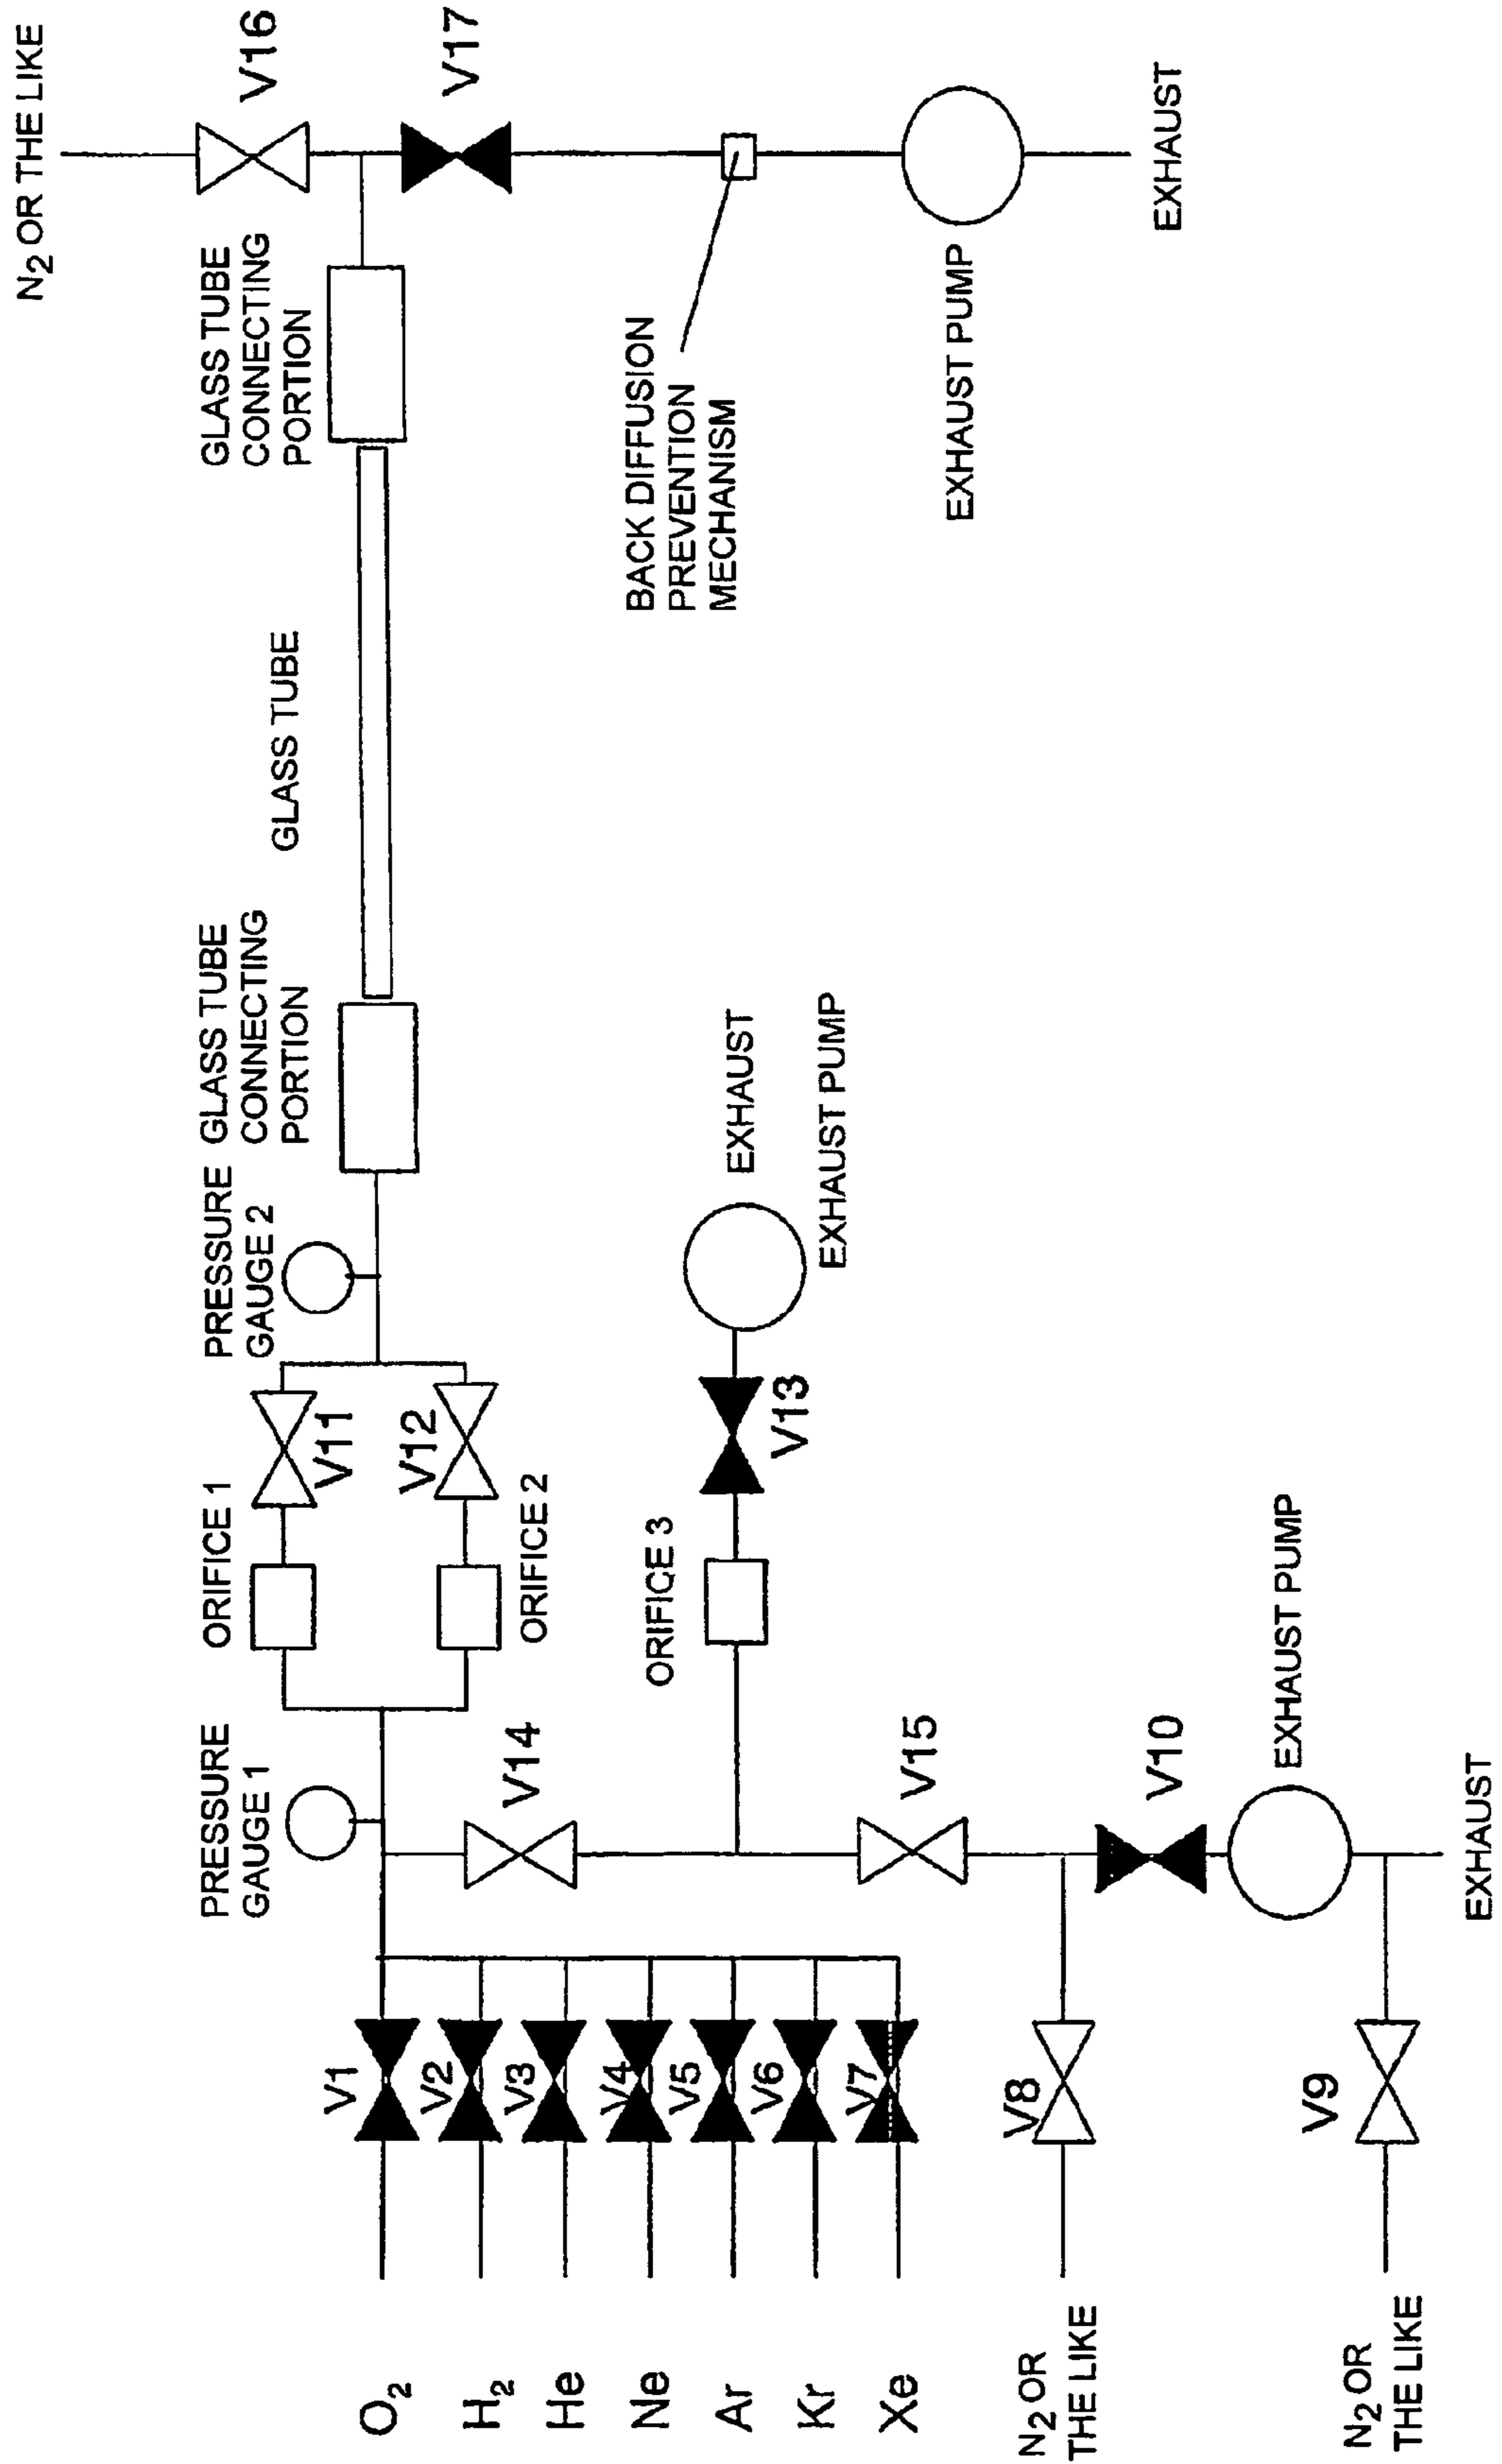 PRESSURE
GAUGE 1
ORIFICE 1
V11
PRESSURE
GAUGE 2
GLASS TUBE
CONNECTING
PORTION
GLASS TUBE
GLASS TUBE
CONNECTING
PORTION
N₂ OR THE LIKE
V16
V17
V12
ORIFICE 2
V14
ORIFICE 3
V13
EXHAUST
EXHAUST PUMP
BACK DIFFUSION
PREVENTION
MECHANISM
EXHAUST PUMP
EXHAUST
O₂
V1
H₂
V2
He
V3
Ne
V4
Ar
V5
Kr
V6
Xe
V7
V15
N₂ OR
THE LIKE
V8
V10
EXHAUST PUMP
N₂ OR
THE LIKE
V9
EXHAUST